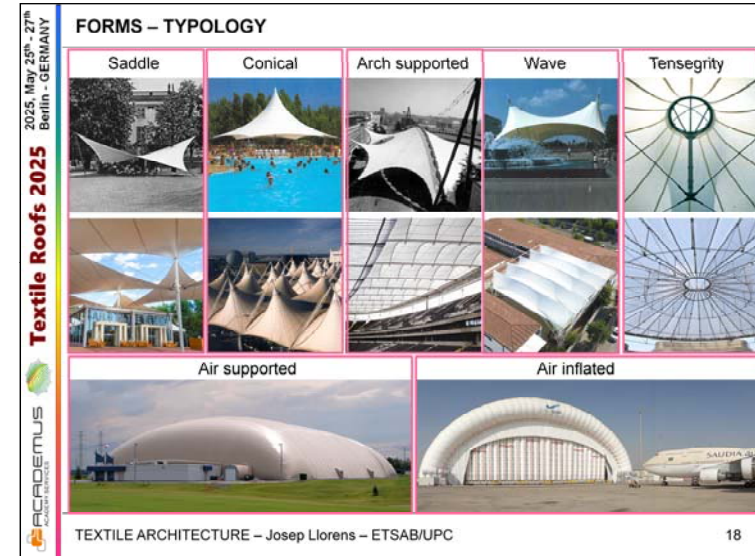 2025, May 25th - 27th
Berlin - GERMANY
Textile Roofs 2025
ACADEMUS
ACADEMY SERVICES
FORMS – TYPOLOGY
Saddle
Conical
Arch supported
Wave
Tensegrity
Air supported
Air inflated
SAUDIA
TEXTILE ARCHITECTURE – Josep Llorens – ETSAB/UPC
18